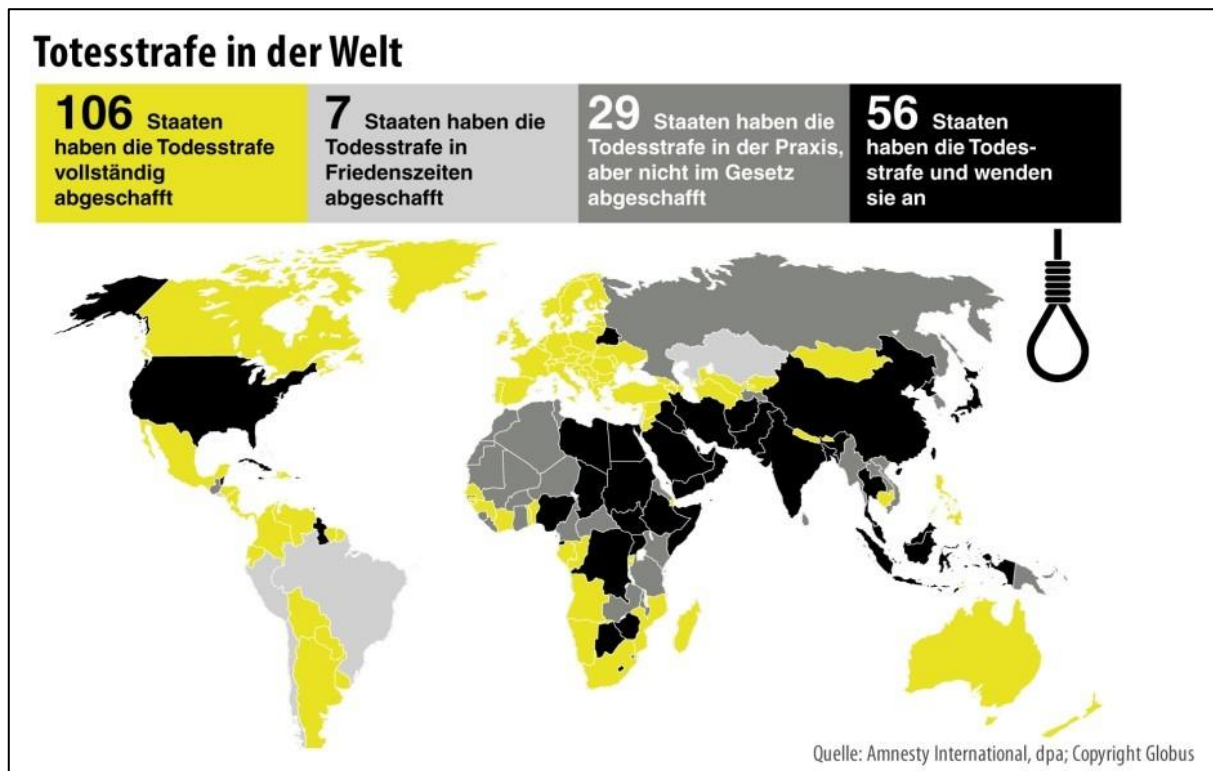 Totesstrafe in der Welt
106 Staaten
haben die Todesstrafe
vollständig
abgeschafft
7 Staaten haben die
Todesstrafe in
Friedenszeiten
abgeschafft
29 Staaten haben die
Todesstrafe in der Praxis,
aber nicht im Gesetz
abgeschafft
56 Staaten
haben die Todes-
strafe und wenden
sie an
Quelle: Amnesty International, dpa; Copyright Globus